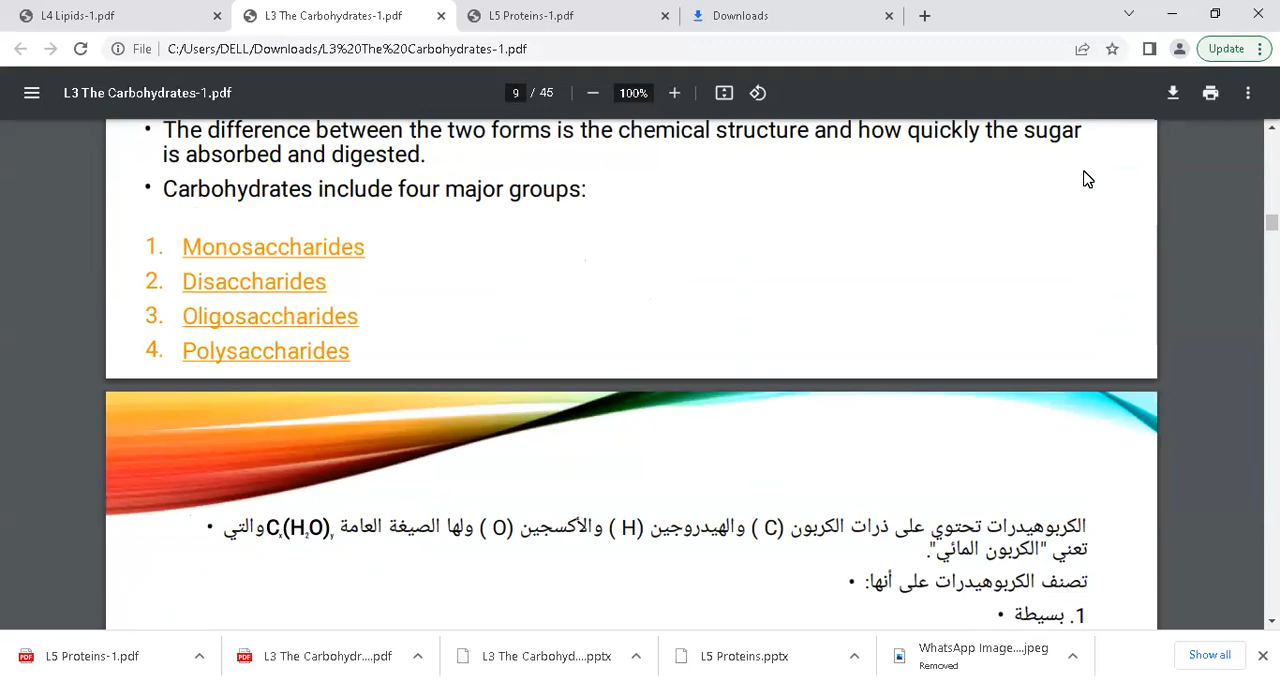 L4 Lipids-1.pdf
L3 The Carbohydrates-1.pdf
L5 Proteins-1.pdf
Downloads
File
C:/Users/DELL/Downloads/L3%20The%20Carbohydrates-1.pdf
Update
L3 The Carbohydrates-1.pdf
9 / 45
100%
• The difference between the two forms is the chemical structure and how quickly the sugar
is absorbed and digested.
• Carbohydrates include four major groups:
1. Monosaccharides
2. Disaccharides
3. Oligosaccharides
4. Polysaccharides
• الكربوهيدرات تحتوي على ذرات الكربون (C ) والهيدروجين (H ) والأكسجين (O ) ولها الصيغة العامة Cₓ(H₂O)ᵧ والتي
تعني "الكربون المائي".
• تصنف الكربوهيدرات على أنها:
1. بسيطة •
L5 Proteins-1.pdf
L3 The Carbohydr....pdf
L3 The Carbohyd....pptx
L5 Proteins.pptx
WhatsApp Image....jpeg
Removed
Show all